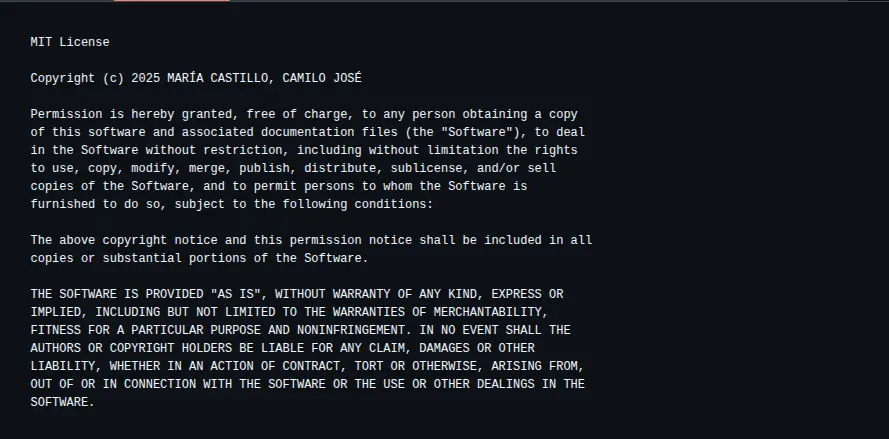 MIT License
Copyright (c) 2025 MARÍA CASTILLO, CAMILO JOSÉ
Permission is hereby granted, free of charge, to any person obtaining a copy
of this software and associated documentation files (the "Software"), to deal
in the Software without restriction, including without limitation the rights
to use, copy, modify, merge, publish, distribute, sublicense, and/or sell
copies of the Software, and to permit persons to whom the Software is
furnished to do so, subject to the following conditions:
The above copyright notice and this permission notice shall be included in all
copies or substantial portions of the Software.
THE SOFTWARE IS PROVIDED "AS IS", WITHOUT WARRANTY OF ANY KIND, EXPRESS OR
IMPLIED, INCLUDING BUT NOT LIMITED TO THE WARRANTIES OF MERCHANTABILITY,
FITNESS FOR A PARTICULAR PURPOSE AND NONINFRINGEMENT. IN NO EVENT SHALL THE
AUTHORS OR COPYRIGHT HOLDERS BE LIABLE FOR ANY CLAIM, DAMAGES OR OTHER
LIABILITY, WHETHER IN AN ACTION OF CONTRACT, TORT OR OTHERWISE, ARISING FROM,
OUT OF OR IN CONNECTION WITH THE SOFTWARE OR THE USE OR OTHER DEALINGS IN THE
SOFTWARE.